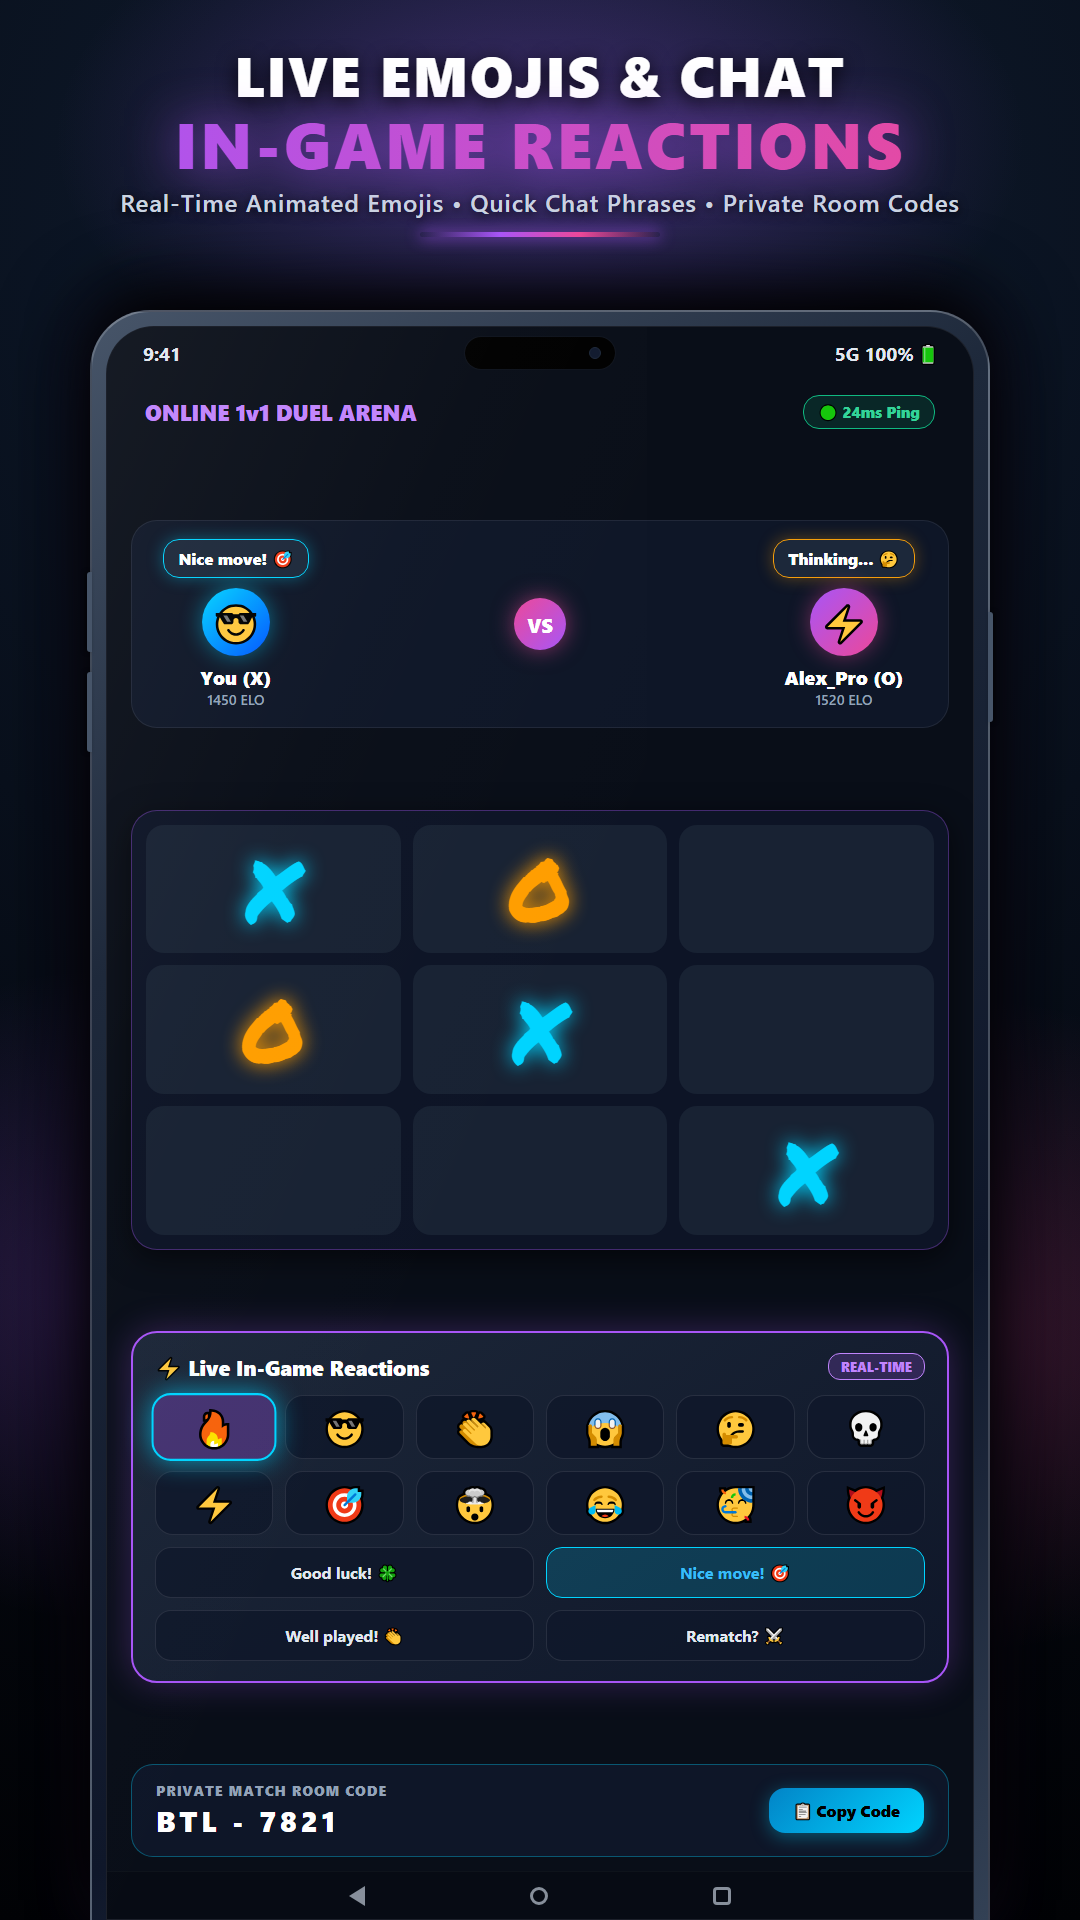 LIVE EMOJIS & CHAT
IN-GAME REACTIONS
Real-Time Animated Emojis • Quick Chat Phrases • Private Room Codes
9:41
5G 100% 🔋
ONLINE 1v1 DUEL ARENA
🟢 24ms Ping
Nice move! 🎯
Thinking... 🤔
VS
You (X)
Alex_Pro (O)
1450 ELO
1520 ELO
X O
O X
X
⚡ Live In-Game Reactions
REAL-TIME
Good luck! 🍀
Nice move! 🎯
Well played! 👏
Rematch? ⚔️
PRIVATE MATCH ROOM CODE
BTL - 7821
📋 Copy Code